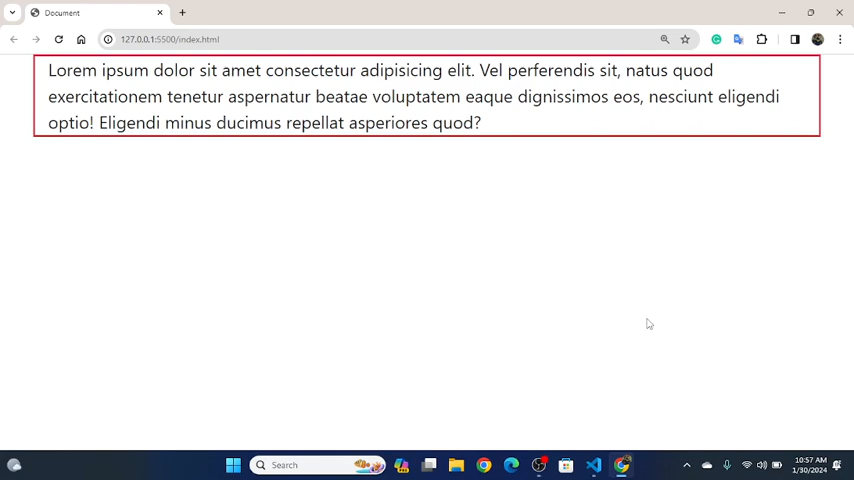 Document
127.0.0.1:5500/index.html
Lorem ipsum dolor sit amet consectetur adipisicing elit. Vel perferendis sit, natus quod
exercitationem tenetur aspernatur beatae voluptatem eaque dignissimos eos, nesciunt eligendi
optio! Eligendi minus ducimus repellat asperiores quod?
Search
10:57 AM
1/30/2024